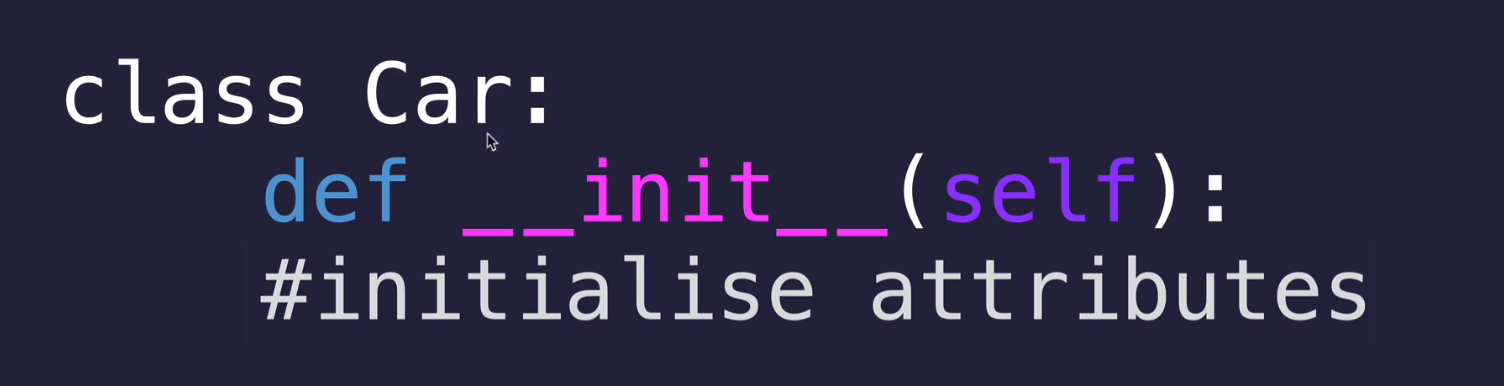 class Car:
    def __init__(self):
    #initialise attributes